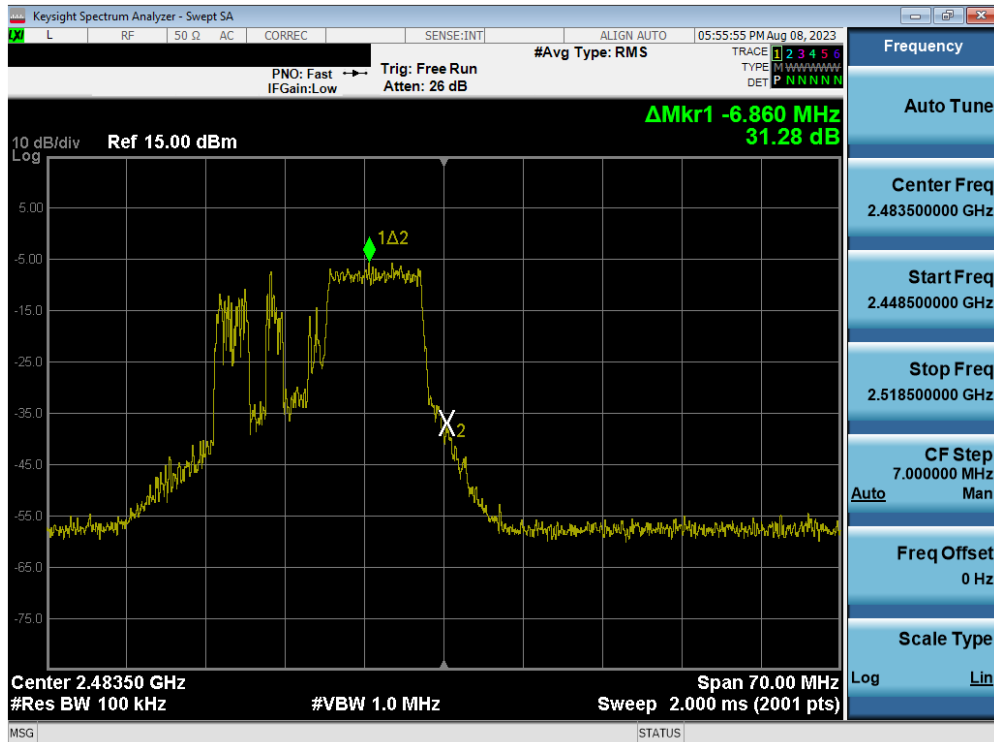 Keysight Spectrum Analyzer - Swept SA
LXI L RF 50 Ω AC CORREC SENSE:INT ALIGN AUTO 05:55:55 PM Aug 08, 2023
Frequency
#Avg Type: RMS
TRACE 1 2 3 4 5 6
PNO: Fast Trig: Free Run
TYPE M W W W W W
IFGain:Low Atten: 26 dB
DET P N N N N N
Auto Tune
ΔMkr1 -6.860 MHz
31.28 dB
10 dB/div Ref 15.00 dBm
Log
5.00
-5.00
-15.0
-25.0
-35.0
-45.0
-55.0
-65.0
-75.0
1Δ2
X2
Center Freq
2.483500000 GHz
Start Freq
2.448500000 GHz
Stop Freq
2.518500000 GHz
CF Step
7.000000 MHz
Auto Man
Freq Offset
0 Hz
Scale Type
Log Lin
Center 2.48350 GHz Span 70.00 MHz
#Res BW 100 kHz #VBW 1.0 MHz Sweep 2.000 ms (2001 pts)
MSG STATUS